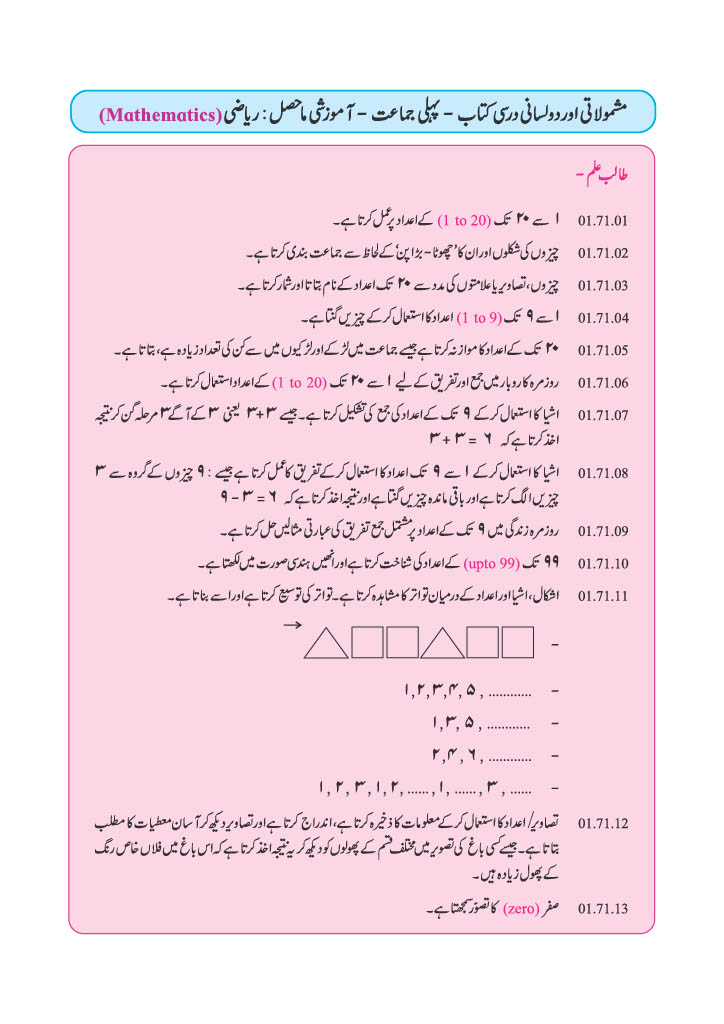 مشمولاتی اور دو لسانی درسی کتاب - پہلی جماعت - آموزشی ماحصل : ریاضی (Mathematics)
طالب علم -
01.71.01 ۱ سے ۲۰ تک (1 to 20) کے اعداد پر عمل کرتا ہے۔
01.71.02 چیزوں کی شکلوں اور ان کا 'چھوٹا - بڑا پن' کے لحاظ سے جماعت بندی کرتا ہے۔
01.71.03 چیزوں، تصاویر یا علامتوں کی مدد سے ۲۰ تک اعداد کے نام بتاتا اور شمار کرتا ہے۔
01.71.04 ۱ سے ۹ تک (1 to 9) اعداد کا استعمال کر کے چیزیں گنتا ہے۔
01.71.05 ۲۰ تک کے اعداد کا موازنہ کرتا ہے جیسے جماعت میں لڑکے اور لڑکیوں میں سے کن کی تعداد زیادہ ہے، بتاتا ہے۔
01.71.06 روزمرہ کاروبار میں جمع اور تفریق کے لیے ۱ سے ۲۰ تک (1 to 20) کے اعداد استعمال کرتا ہے۔
01.71.07 اشیا کا استعمال کر کے ۹ تک کے اعداد کی جمع کی تشکیل کرتا ہے۔ جیسے ۳+۳ یعنی ۳ کے آگے ۳ مرحلہ گن کر نتیجہ
اخذ کرتا ہے کہ ۳ + ۳ = ۶
01.71.08 اشیا کا استعمال کر کے ۱ سے ۹ تک اعداد کا استعمال کر کے تفریق کا عمل کرتا ہے جیسے : ۹ چیزوں کے گروہ سے ۳
چیزیں الگ کرتا ہے اور باقی ماندہ چیزیں گنتا ہے اور نتیجہ اخذ کرتا ہے کہ ۹ - ۳ = ۶
01.71.09 روزمرہ زندگی میں ۹ تک کے اعداد پر مشتمل جمع تفریق کی عبارتی مثالیں حل کرتا ہے۔
01.71.10 ۹۹ تک (upto 99) کے اعداد کی شناخت کرتا ہے اور انھیں ہندسی صورت میں لکھتا ہے۔
01.71.11 اشکال، اشیا اور اعداد کے درمیان تواتر کا مشاہدہ کرتا ہے۔ تواتر کی توسیع کرتا ہے اور اسے بناتا ہے۔
-
- ۱,۲,۳,۴, ۵ , ............
- ۱,۳, ۵ , ............
- ۲,۴ , ۶ , ............
- ۱, ۲, ۳, ۱, ۲, ......, ۱, ......, ۳, ......
01.71.12 تصاویر/ اعداد کا استعمال کر کے معلومات کا ذخیرہ کرتا ہے، اندراج کرتا ہے اور تصاویر دیکھ کر آسان معطیات کا مطلب
بتاتا ہے۔ جیسے کسی باغ کی تصویر میں مختلف قسم کے پھولوں کو دیکھ کر یہ نتیجہ اخذ کرتا ہے کہ اس باغ میں فلاں خاص رنگ
کے پھول زیادہ ہیں۔
01.71.13 صفر (zero) کا تصوّر سمجھتا ہے۔